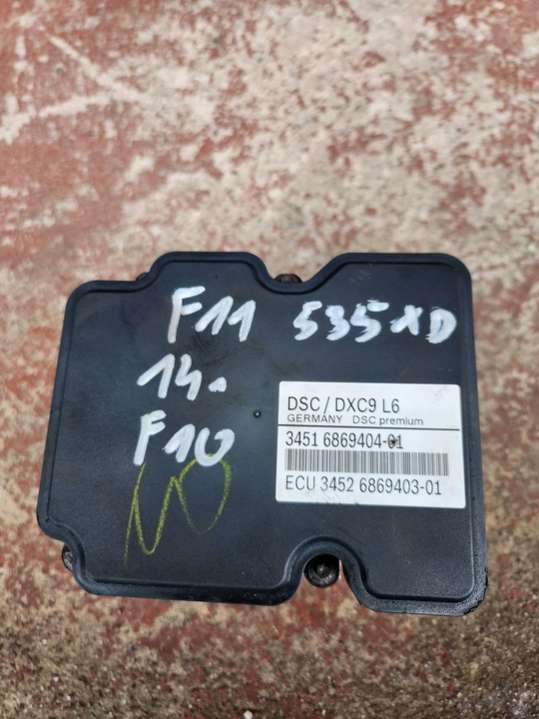 F11 535XD
14.
F10
DSC/DXC9 L6
GERMANY DSC premium
3451 6869404-01
ECU 3452 6869403-01